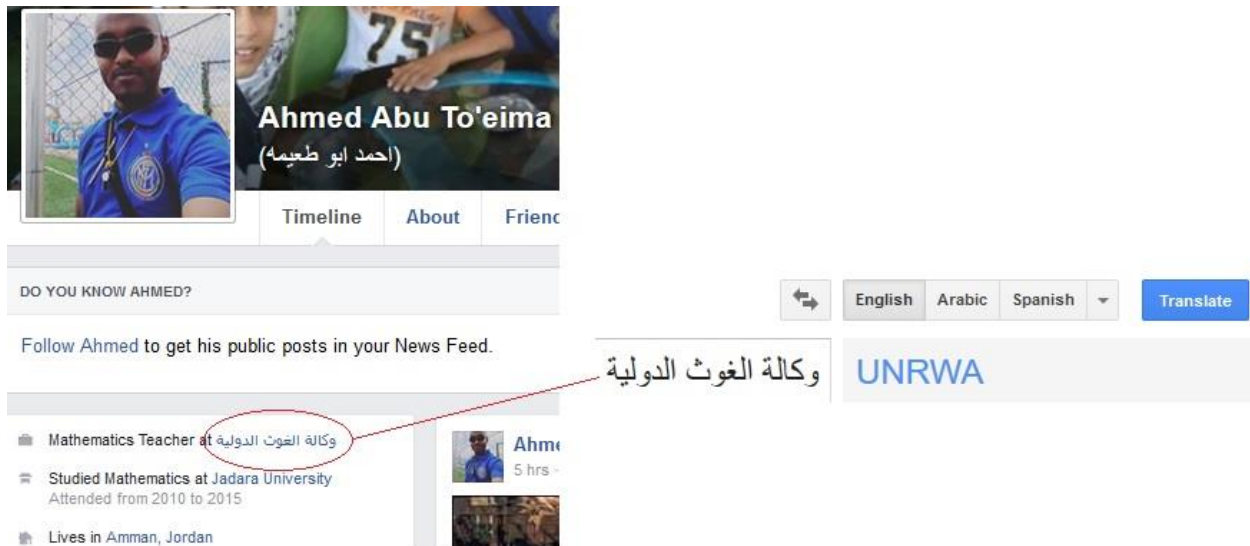 75
Ahmed Abu To'eima
(احمد ابو طعيمه)
Timeline About Friend
DO YOU KNOW AHMED?
Follow Ahmed to get his public posts in your News Feed.
Mathematics Teacher at وكالة الغوث الدولية
Studied Mathematics at Jadara University
Attended from 2010 to 2015
Lives in Amman, Jordan
Ahme
5 hrs ·
English Arabic Spanish Translate
وكالة الغوث الدولية
UNRWA